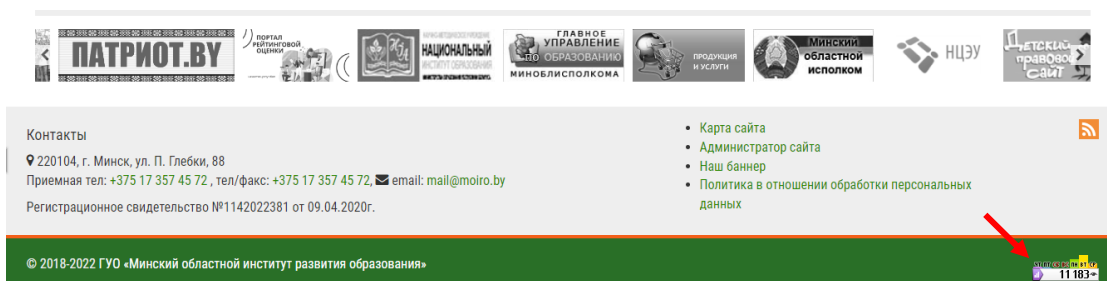 ПАТРИОТ.BY
ПОРТАЛ
РЕЙТИНГОВОЙ
ОЦЕНКИ
НАЦИОНАЛЬНЫЙ
ИНСТИТУТ ОБРАЗОВАНИЯ
ГЛАВНОЕ
УПРАВЛЕНИЕ
ПО ОБРАЗОВАНИЮ
МИНОБЛИСПОЛКОМА
ПРОДУКЦИЯ
И УСЛУГИ
Минский
областной
исполком
НЦЭУ
Детский
правовой
сайт
Контакты
220104, г. Минск, ул. П. Глебки, 88
Приемная тел: +375 17 357 45 72 , тел/факс: +375 17 357 45 72, email: mail@moiro.by
Регистрационное свидетельство №1142022381 от 09.04.2020г.
• Карта сайта
• Администратор сайта
• Наш баннер
• Политика в отношении обработки персональных
данных
© 2018-2022 ГУО «Минский областной институт развития образования»
11 183